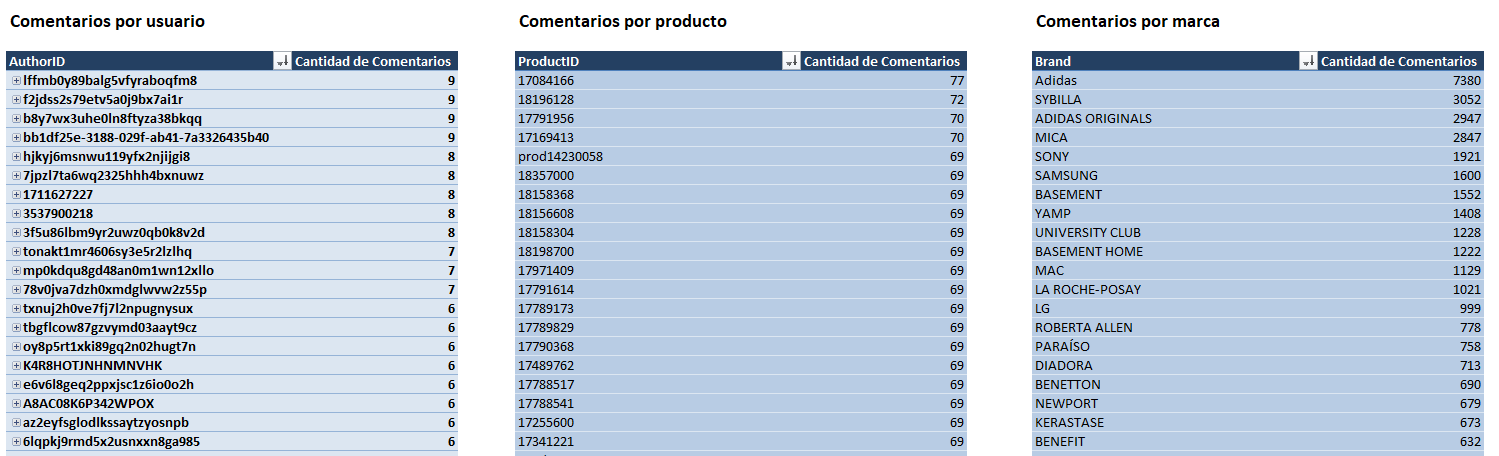 Comentarios por usuario
AuthorID Cantidad de Comentarios
lffmb0y89balg5vfyraboqfm8 9
f2jdss2s79etv5a0j9bx7ai1r 9
b8y7wx3uhe0ln8ftyza38bkqq 9
bb1df25e-3188-029f-ab41-7a3326435b40 9
hjkyj6msnwu119yfx2njijgi8 8
7jpzl7ta6wq2325hhh4bxnuwz 8
1711627227 8
3537900218 8
3f5u86lbm9yr2uwz0qb0k8v2d 8
tonakt1mr4606sy3e5r2lzlhq 7
mp0kdqu8gd48an0m1wn12xllo 7
78v0jva7dzh0xmdglwvw2z55p 7
txnuj2h0ve7fj7l2npugnysux 6
tbgflcow87gzvymd03aayt9cz 6
oy8p5rt1xki89gq2n02hugt7n 6
K4R8HOTJNHNMNVHK 6
e6v6l8geq2ppxjsc1z6io0o2h 6
A8AC08K6P342WPOX 6
az2eyfsglodlkssaytzyosnpb 6
6lqpkj9rmd5x2usnxxn8ga985 6
Comentarios por producto
ProductID Cantidad de Comentarios
17084166 77
18196128 72
17791956 70
17169413 70
prod14230058 69
18357000 69
18158368 69
18156608 69
18158304 69
18198700 69
17971409 69
17791614 69
17789173 69
17789829 69
17790368 69
17489762 69
17788517 69
17788541 69
17255600 69
17341221 69
Comentarios por marca
Brand Cantidad de Comentarios
Adidas 7380
SYBILLA 3052
ADIDAS ORIGINALS 2947
MICA 2847
SONY 1921
SAMSUNG 1600
BASEMENT 1552
YAMP 1408
UNIVERSITY CLUB 1228
BASEMENT HOME 1222
MAC 1129
LA ROCHE-POSAY 1021
LG 999
ROBERTA ALLEN 778
PARAÍSO 758
DIADORA 713
BENETTON 690
NEWPORT 679
KERASTASE 673
BENEFIT 632